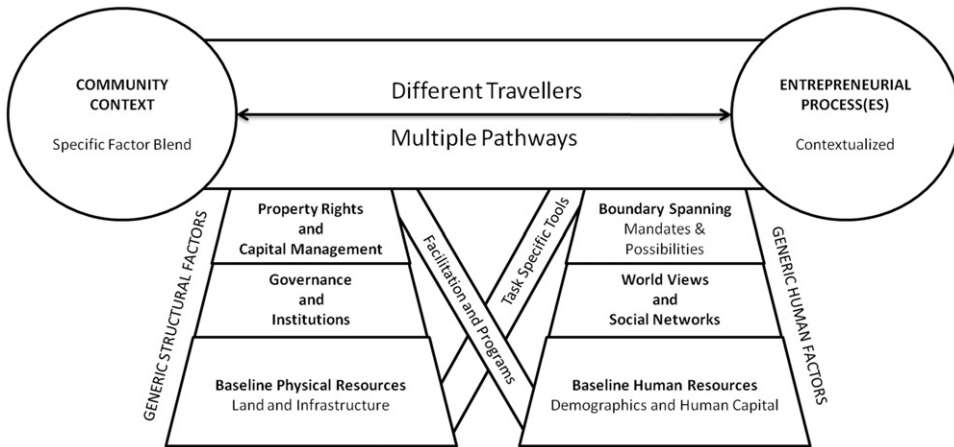 COMMUNITY
CONTEXT
Specific Factor Blend
Different Travellers
Multiple Pathways
ENTREPRENEURIAL
PROCESS(ES)
Contextualized
GENERIC STRUCTURAL FACTORS
Property Rights
and
Capital Management
Governance
and
Institutions
Baseline Physical Resources
Land and Infrastructure
Facilitation and Programs
Task Specific Tools
Boundary Spanning
Mandates &
Possibilities
World Views
and
Social Networks
Baseline Human Resources
Demographics and Human Capital
GENERIC HUMAN FACTORS